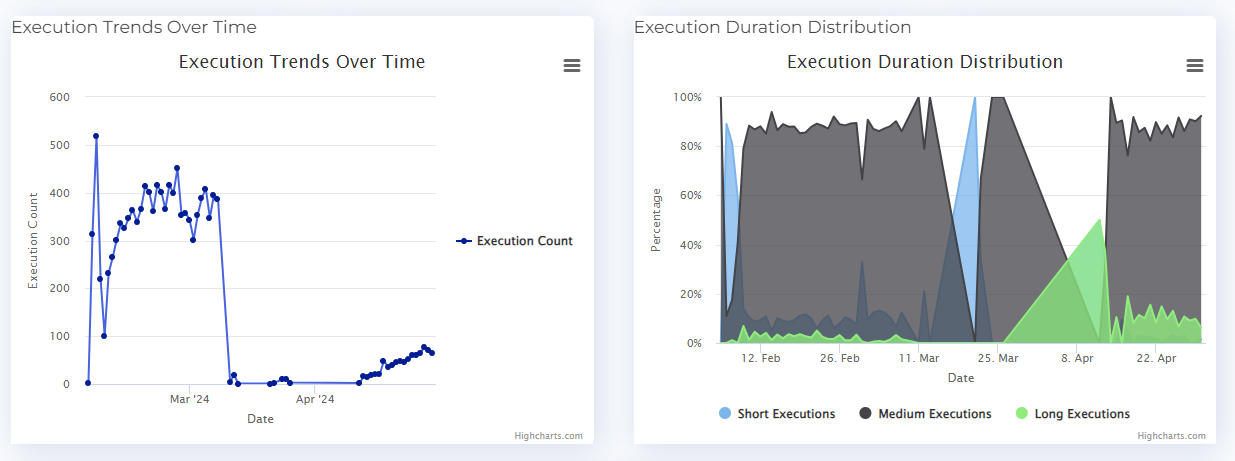 Execution Trends Over Time
Execution Trends Over Time
600
500
400
300
200
100
0
Execution Count
Mar '24
Apr '24
Date
Execution Count
Highcharts.com
Execution Duration Distribution
Execution Duration Distribution
100%
80%
60%
40%
20%
0%
Percentage
12. Feb
26. Feb
11. Mar
25. Mar
8. Apr
22. Apr
Date
Short Executions
Medium Executions
Long Executions
Highcharts.com